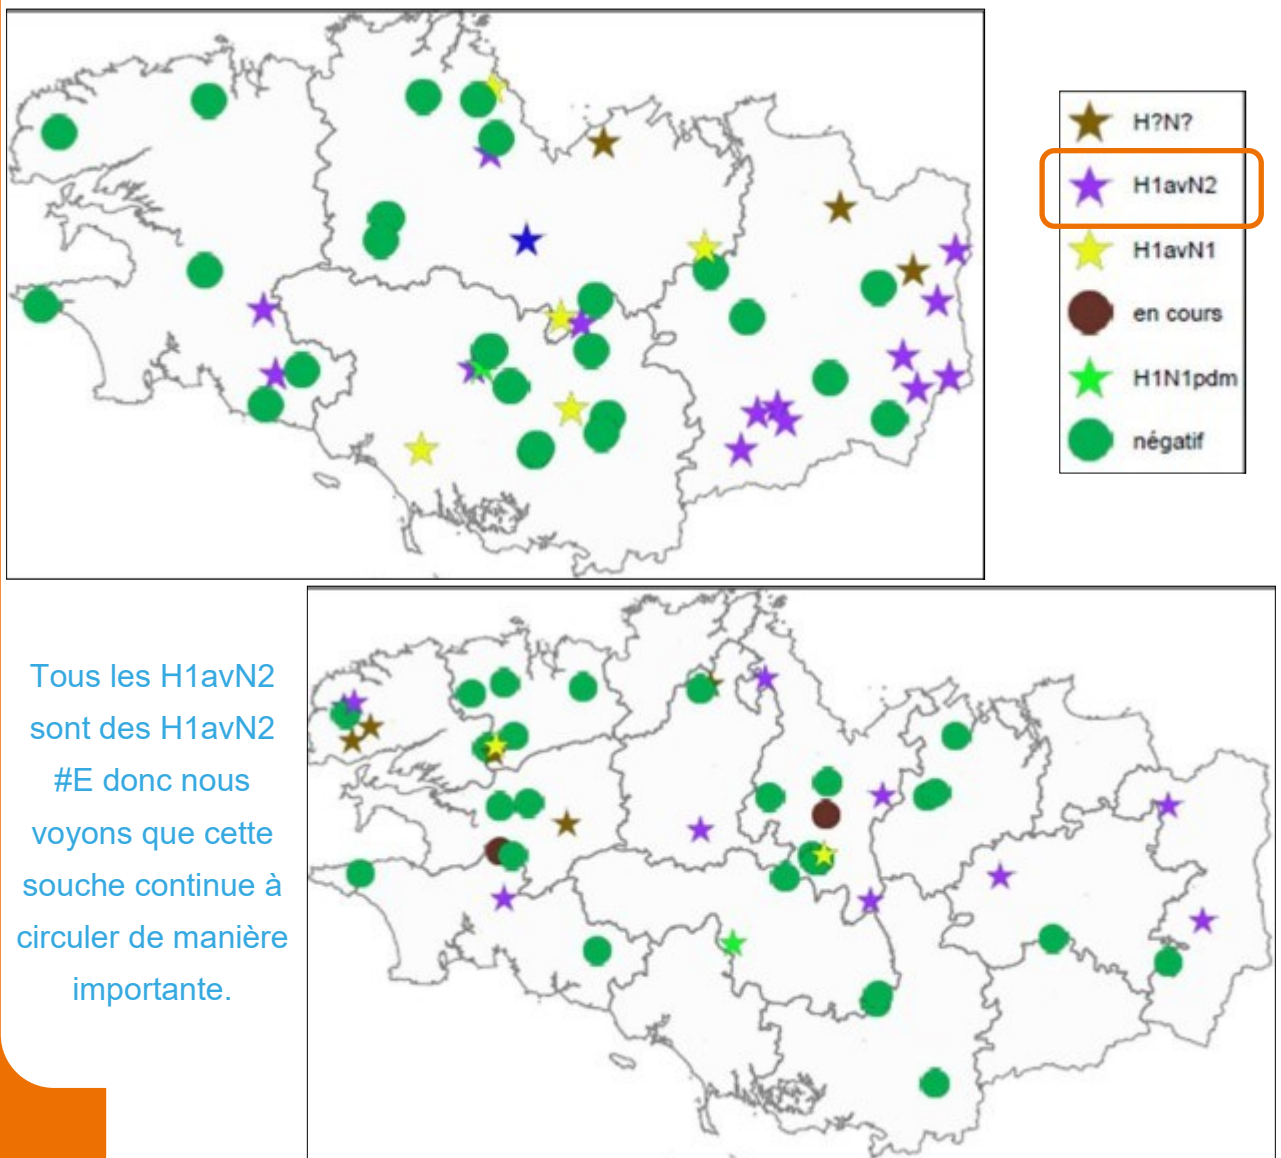 H?N?
H1avN2
H1avN1
en cours
H1N1pdm
négatif
Tous les H1avN2
sont des H1avN2
#E donc nous
voyons que cette
souche continue à
circuler de manière
importante.